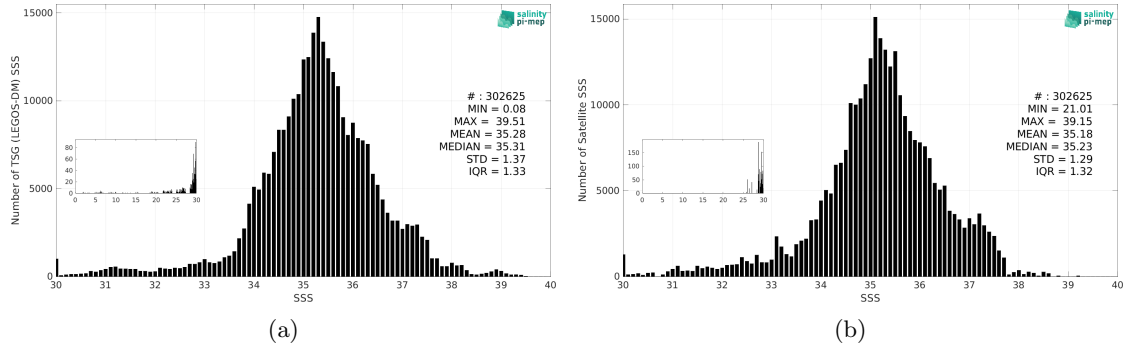 15000
10000
5000
0
Number of TSG (LEGOS-DM) SSS
salinity
pi-mep
# : 302625
MIN = 0.08
MAX = 39.51
MEAN = 35.28
MEDIAN = 35.31
STD = 1.37
IQR = 1.33
80
60
40
20
0
0 5 10 15 20 25 30
30 31 32 33 34 35 36 37 38 39 40
SSS
(a)
15000
10000
5000
0
Number of Satellite SSS
salinity
pi-mep
# : 302625
MIN = 21.01
MAX = 39.15
MEAN = 35.18
MEDIAN = 35.23
STD = 1.29
IQR = 1.32
150
100
50
0
0 5 10 15 20 25 30
30 31 32 33 34 35 36 37 38 39 40
SSS
(b)